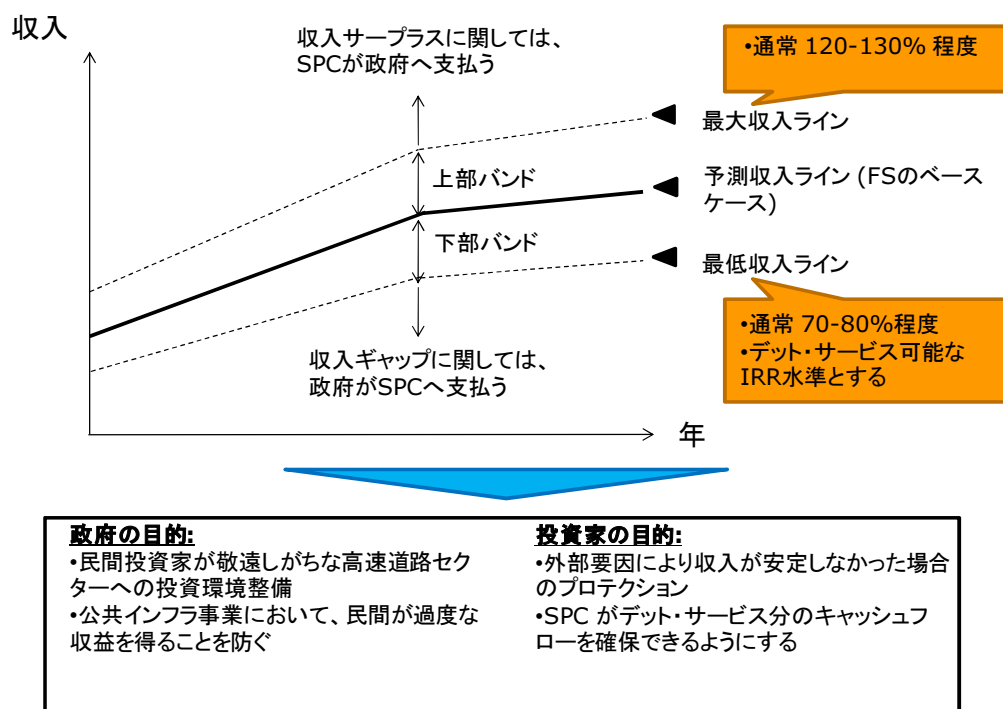 収入
収入サープラスに関しては、
SPCが政府へ支払う
•通常 120-130% 程度
最大収入ライン
上部バンド
予測収入ライン (FSのベース
ケース)
下部バンド
最低収入ライン
•通常 70-80%程度
•デット・サービス可能な
IRR水準とする
収入ギャップに関しては、
政府がSPCへ支払う
年
政府の目的:
•民間投資家が敬遠しがちな高速道路セク
ターへの投資環境整備
•公共インフラ事業において、民間が過度な
収益を得ることを防ぐ
投資家の目的:
•外部要因により収入が安定しなかった場合
のプロテクション
•SPC がデット・サービス分のキャッシュフ
ローを確保できるようにする